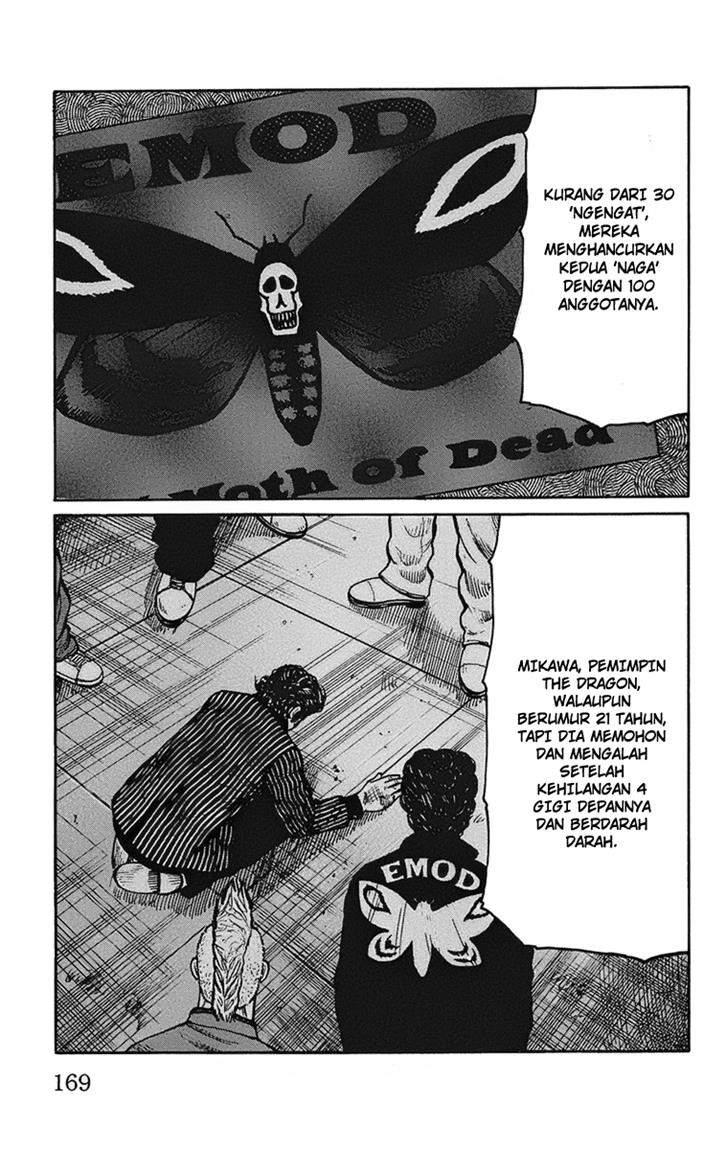 EMOD
KURANG DARI 30
'NGENGAT',
MEREKA
MENGHANCURKAN
KEDUA 'NAGA'
DENGAN 100
ANGGOTANYA.
Moth of Dead
MIKAWA, PEMIMPIN
THE DRAGON,
WALAUPUN
BERUMUR 21 TAHUN,
TAPI DIA MEMOHON
DAN MENGALAH
SETELAH
KEHILANGAN 4
GIGI DEPANNYA
DAN BERDARAH
DARAH.
EMOD
169